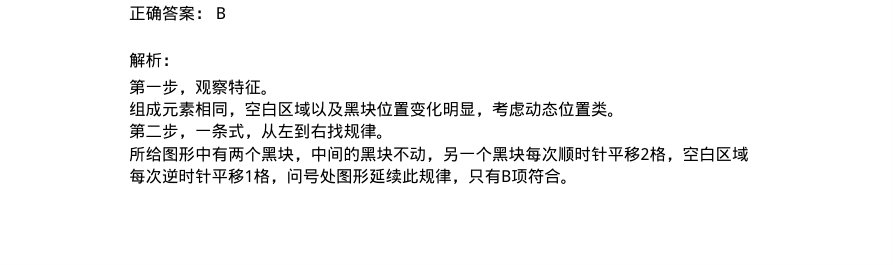 正确答案： B
解析：
第一步，观察特征。
组成元素相同，空白区域以及黑块位置变化明显，考虑动态位置类。
第二步，一条式，从左到右找规律。
所给图形中有两个黑块，中间的黑块不动，另一个黑块每次顺时针平移2格，空白区域
每次逆时针平移1格，问号处图形延续此规律，只有B项符合。